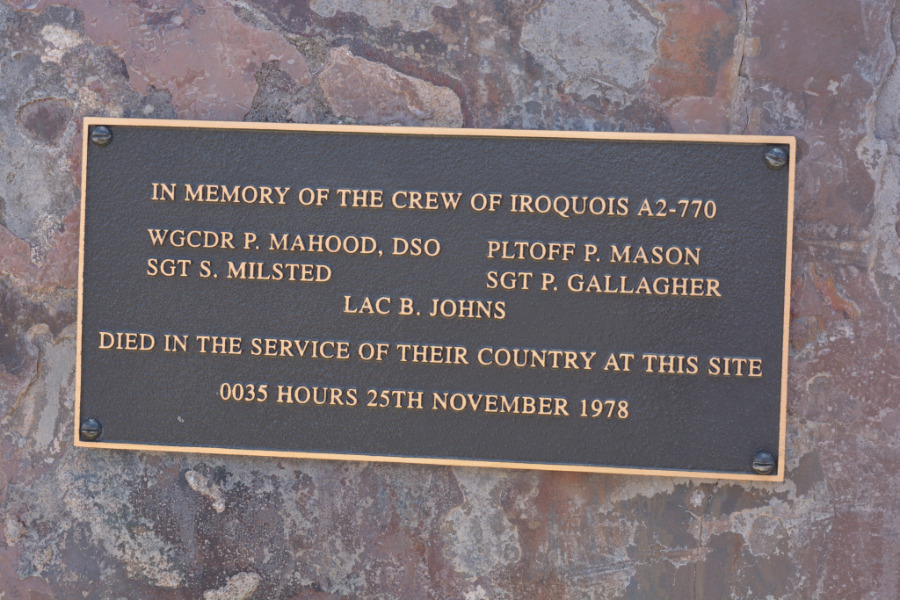 IN MEMORY OF THE CREW OF IROQUOIS A2-770
WGCDR P. MAHOOD, DSO PLTOFF P. MASON
SGT S. MILSTED SGT P. GALLAGHER
LAC B. JOHNS
DIED IN THE SERVICE OF THEIR COUNTRY AT THIS SITE
0035 HOURS 25TH NOVEMBER 1978